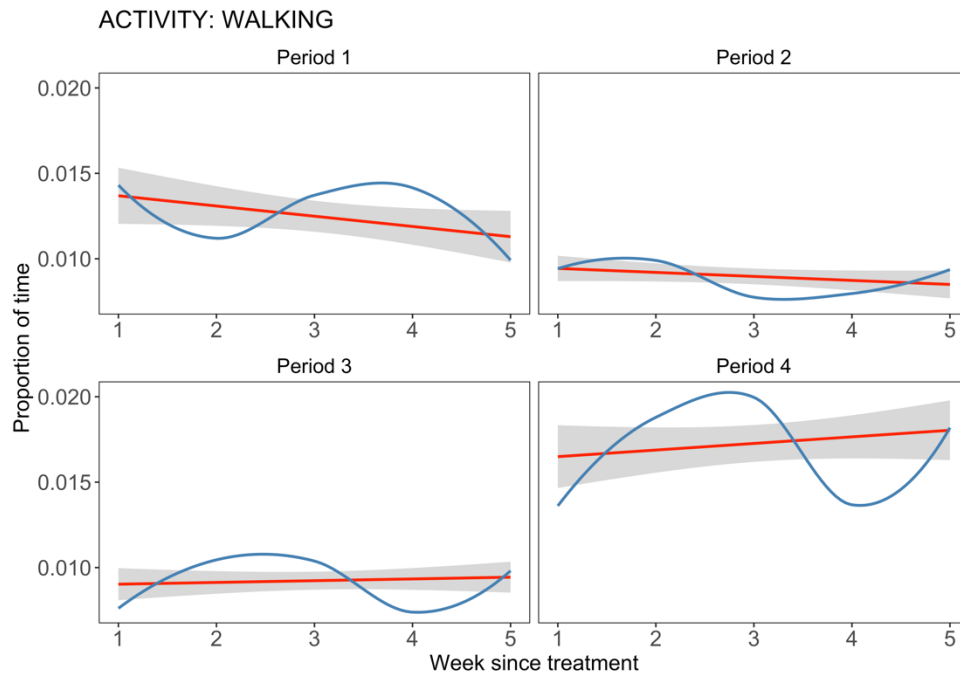 ACTIVITY: WALKING
Period 1
Period 2
0.020
0.015
0.010
1 2 3 4 5
1 2 3 4 5
Period 3
Period 4
0.020
0.015
0.010
1 2 3 4 5
1 2 3 4 5
Proportion of time
Week since treatment